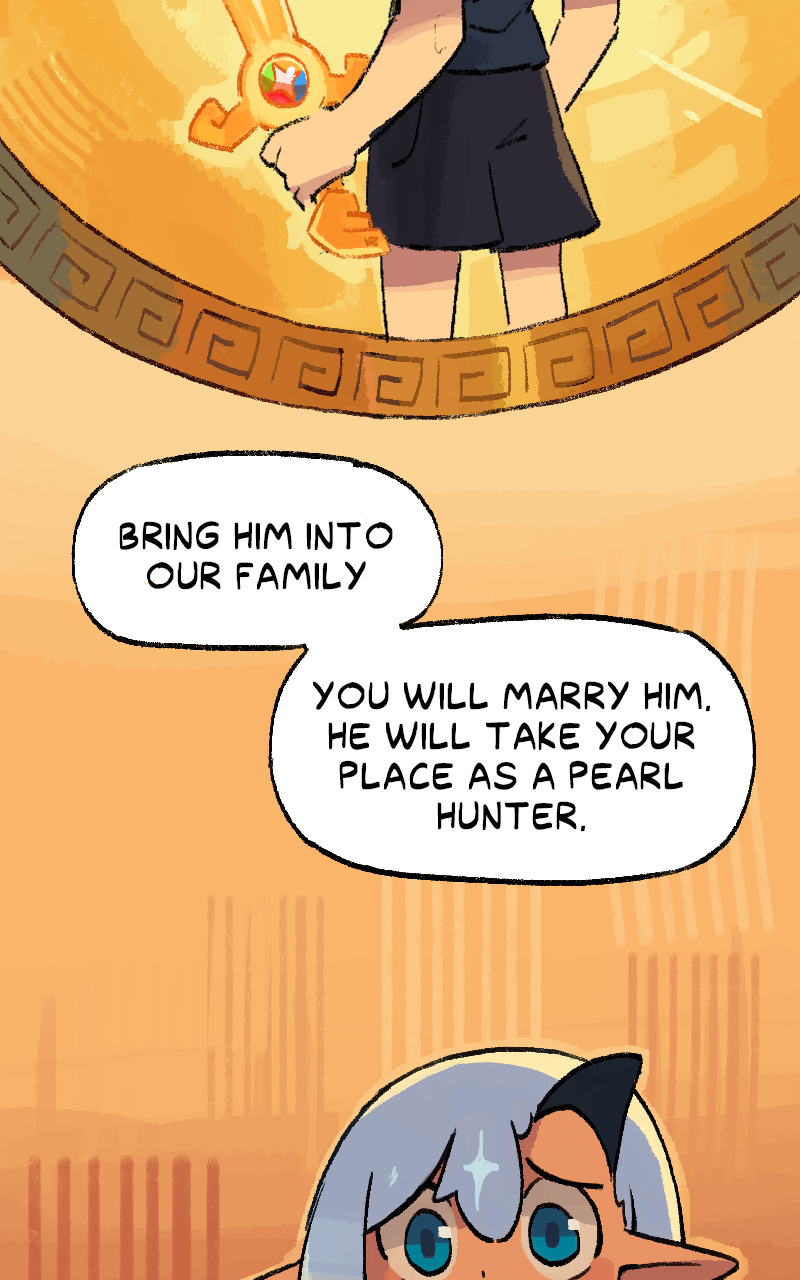 BRING HIM INTO
OUR FAMILY
YOU WILL MARRY HIM.
HE WILL TAKE YOUR
PLACE AS A PEARL
HUNTER.